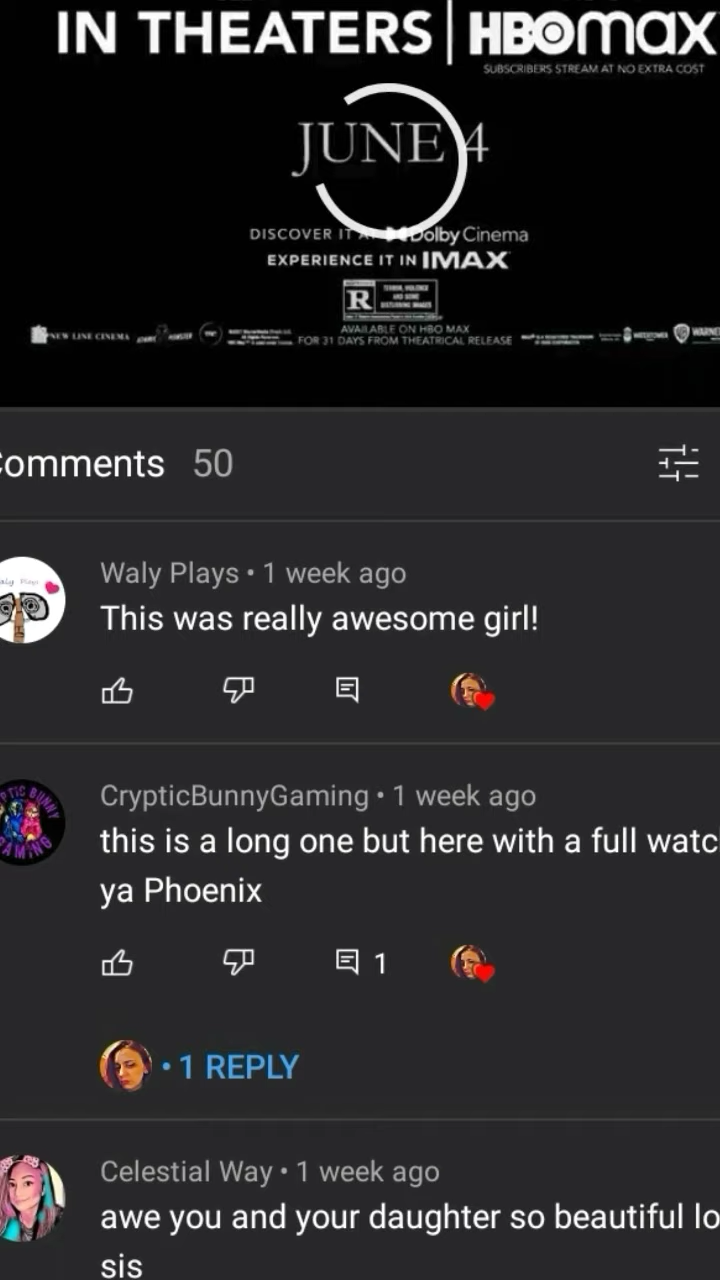 IN THEATERS | HBOmax
SUBSCRIBERS STREAM AT NO EXTRA COST
JUNE 4
DISCOVER IT Dolby Cinema
EXPERIENCE IT IN IMAX
R
AVAILABLE ON HBO MAX
NEW LINE CINEMA FOR 31 DAYS FROM THEATRICAL RELEASE
omments 50
Waly Plays • 1 week ago
This was really awesome girl!
CrypticBunnyGaming • 1 week ago
this is a long one but here with a full watc
ya Phoenix
1
• 1 REPLY
Celestial Way • 1 week ago
awe you and your daughter so beautiful lo
sis